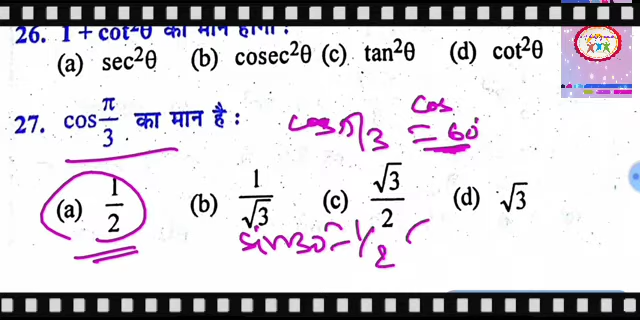 26. 1 + cot²θ का मान होगा :
(a) sec²θ (b) cosec²θ (c) tan²θ (d) cot²θ
27. cos π/3 का मान है :
cos π/3 = cos 60°
(a) 1/2 (b) 1/√3 (c) √3/2 (d) √3
sin 30° = 1/2 (